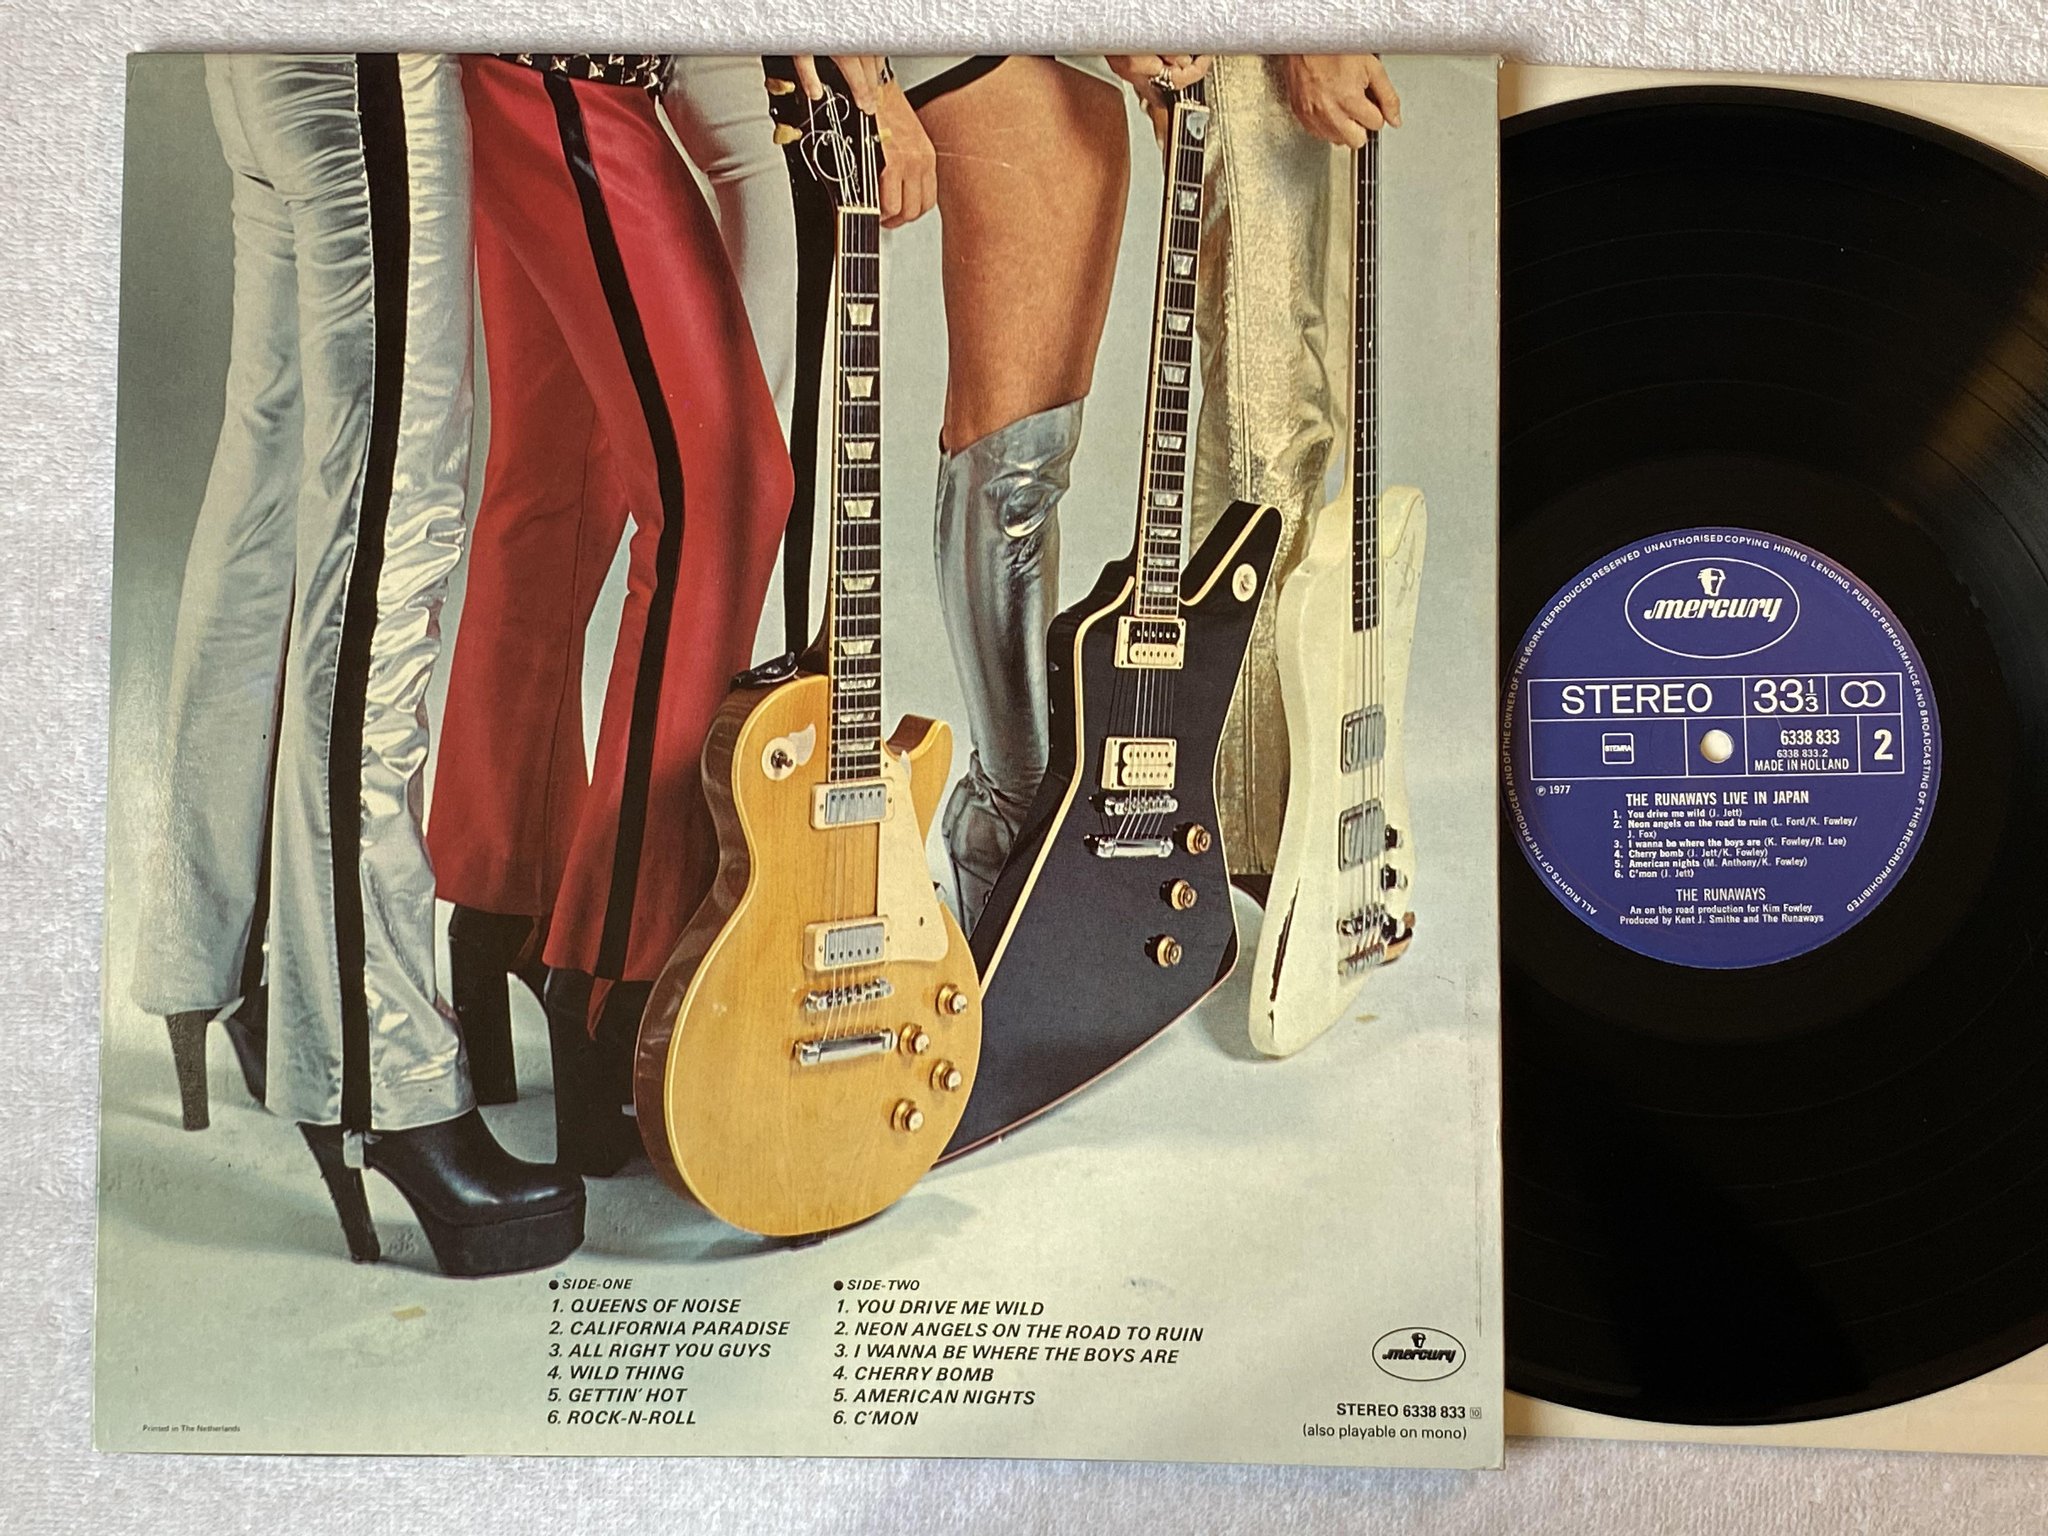 ● SIDE-ONE
1. QUEENS OF NOISE
2. CALIFORNIA PARADISE
3. ALL RIGHT YOU GUYS
4. WILD THING
5. GETTIN' HOT
6. ROCK-N-ROLL
● SIDE-TWO
1. YOU DRIVE ME WILD
2. NEON ANGELS ON THE ROAD TO RUIN
3. I WANNA BE WHERE THE BOYS ARE
4. CHERRY BOMB
5. AMERICAN NIGHTS
6. C'MON
mercury
STEREO 6338 833 10
(also playable on mono)
Printed in The Netherlands
ALL RIGHTS OF THE PRODUCER AND OF THE OWNER OF THE WORK REPRODUCED RESERVED UNAUTHORISED COPYING HIRING, LENDING, PUBLIC PERFORMANCE AND BROADCASTING OF THIS RECORD PROHIBITED
mercury
STEREO 33 1/3
STEMRA
6338 833
6338 833.2
MADE IN HOLLAND
2
℗ 1977
THE RUNAWAYS LIVE IN JAPAN
1. You drive me wild (J. Jett)
2. Neon angels on the road to ruin (L. Ford/K. Fowley/
J. Fox)
3. I wanna be where the boys are (K. Fowley/R. Lee)
4. Cherry bomb (J. Jett/K. Fowley)
5. American nights (M. Anthony/K. Fowley)
6. C'mon (J. Jett)
THE RUNAWAYS
An on the road production for Kim Fowley
Produced by Kent J. Smithe and The Runaways